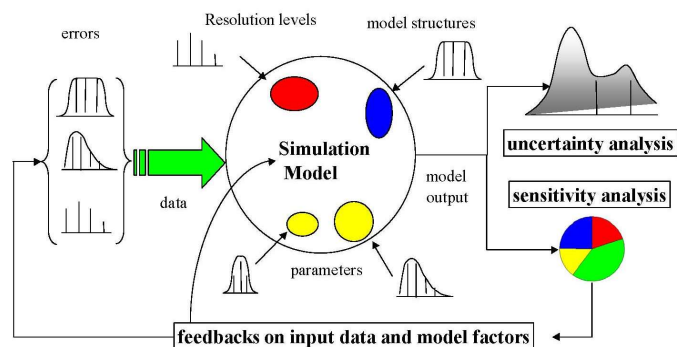 errors
Resolution levels
model structures
Simulation
Model
uncertainty analysis
data
model
output
sensitivity analysis
parameters
feedbacks on input data and model factors